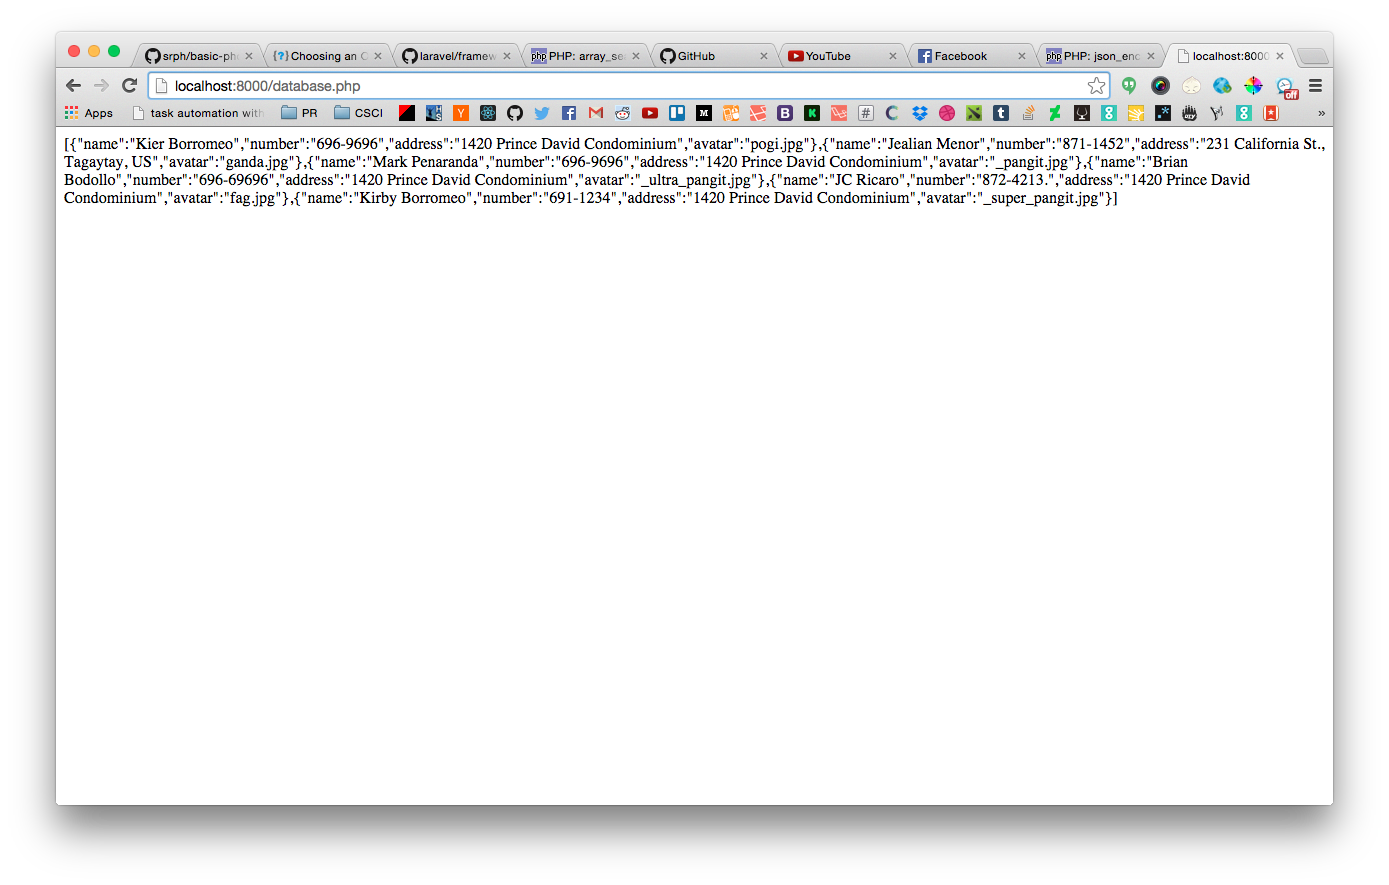 srph/basic-ph
Choosing an C
laravel/framew
php PHP: array_sea
GitHub
YouTube
Facebook
php PHP: json_enc
localhost:8000
localhost:8000/database.php
off
Apps
task automation with
PR
CSCI
»
[{"name":"Kier Borromeo","number":"696-9696","address":"1420 Prince David Condominium","avatar":"pogi.jpg"},{"name":"Jealian Menor","number":"871-1452","address":"231 California St.,
Tagaytay, US","avatar":"ganda.jpg"},{"name":"Mark Penaranda","number":"696-9696","address":"1420 Prince David Condominium","avatar":"_pangit.jpg"},{"name":"Brian
Bodollo","number":"696-69696","address":"1420 Prince David Condominium","avatar":"_ultra_pangit.jpg"},{"name":"JC Ricaro","number":"872-4213.","address":"1420 Prince David
Condominium","avatar":"fag.jpg"},{"name":"Kirby Borromeo","number":"691-1234","address":"1420 Prince David Condominium","avatar":"_super_pangit.jpg"}]